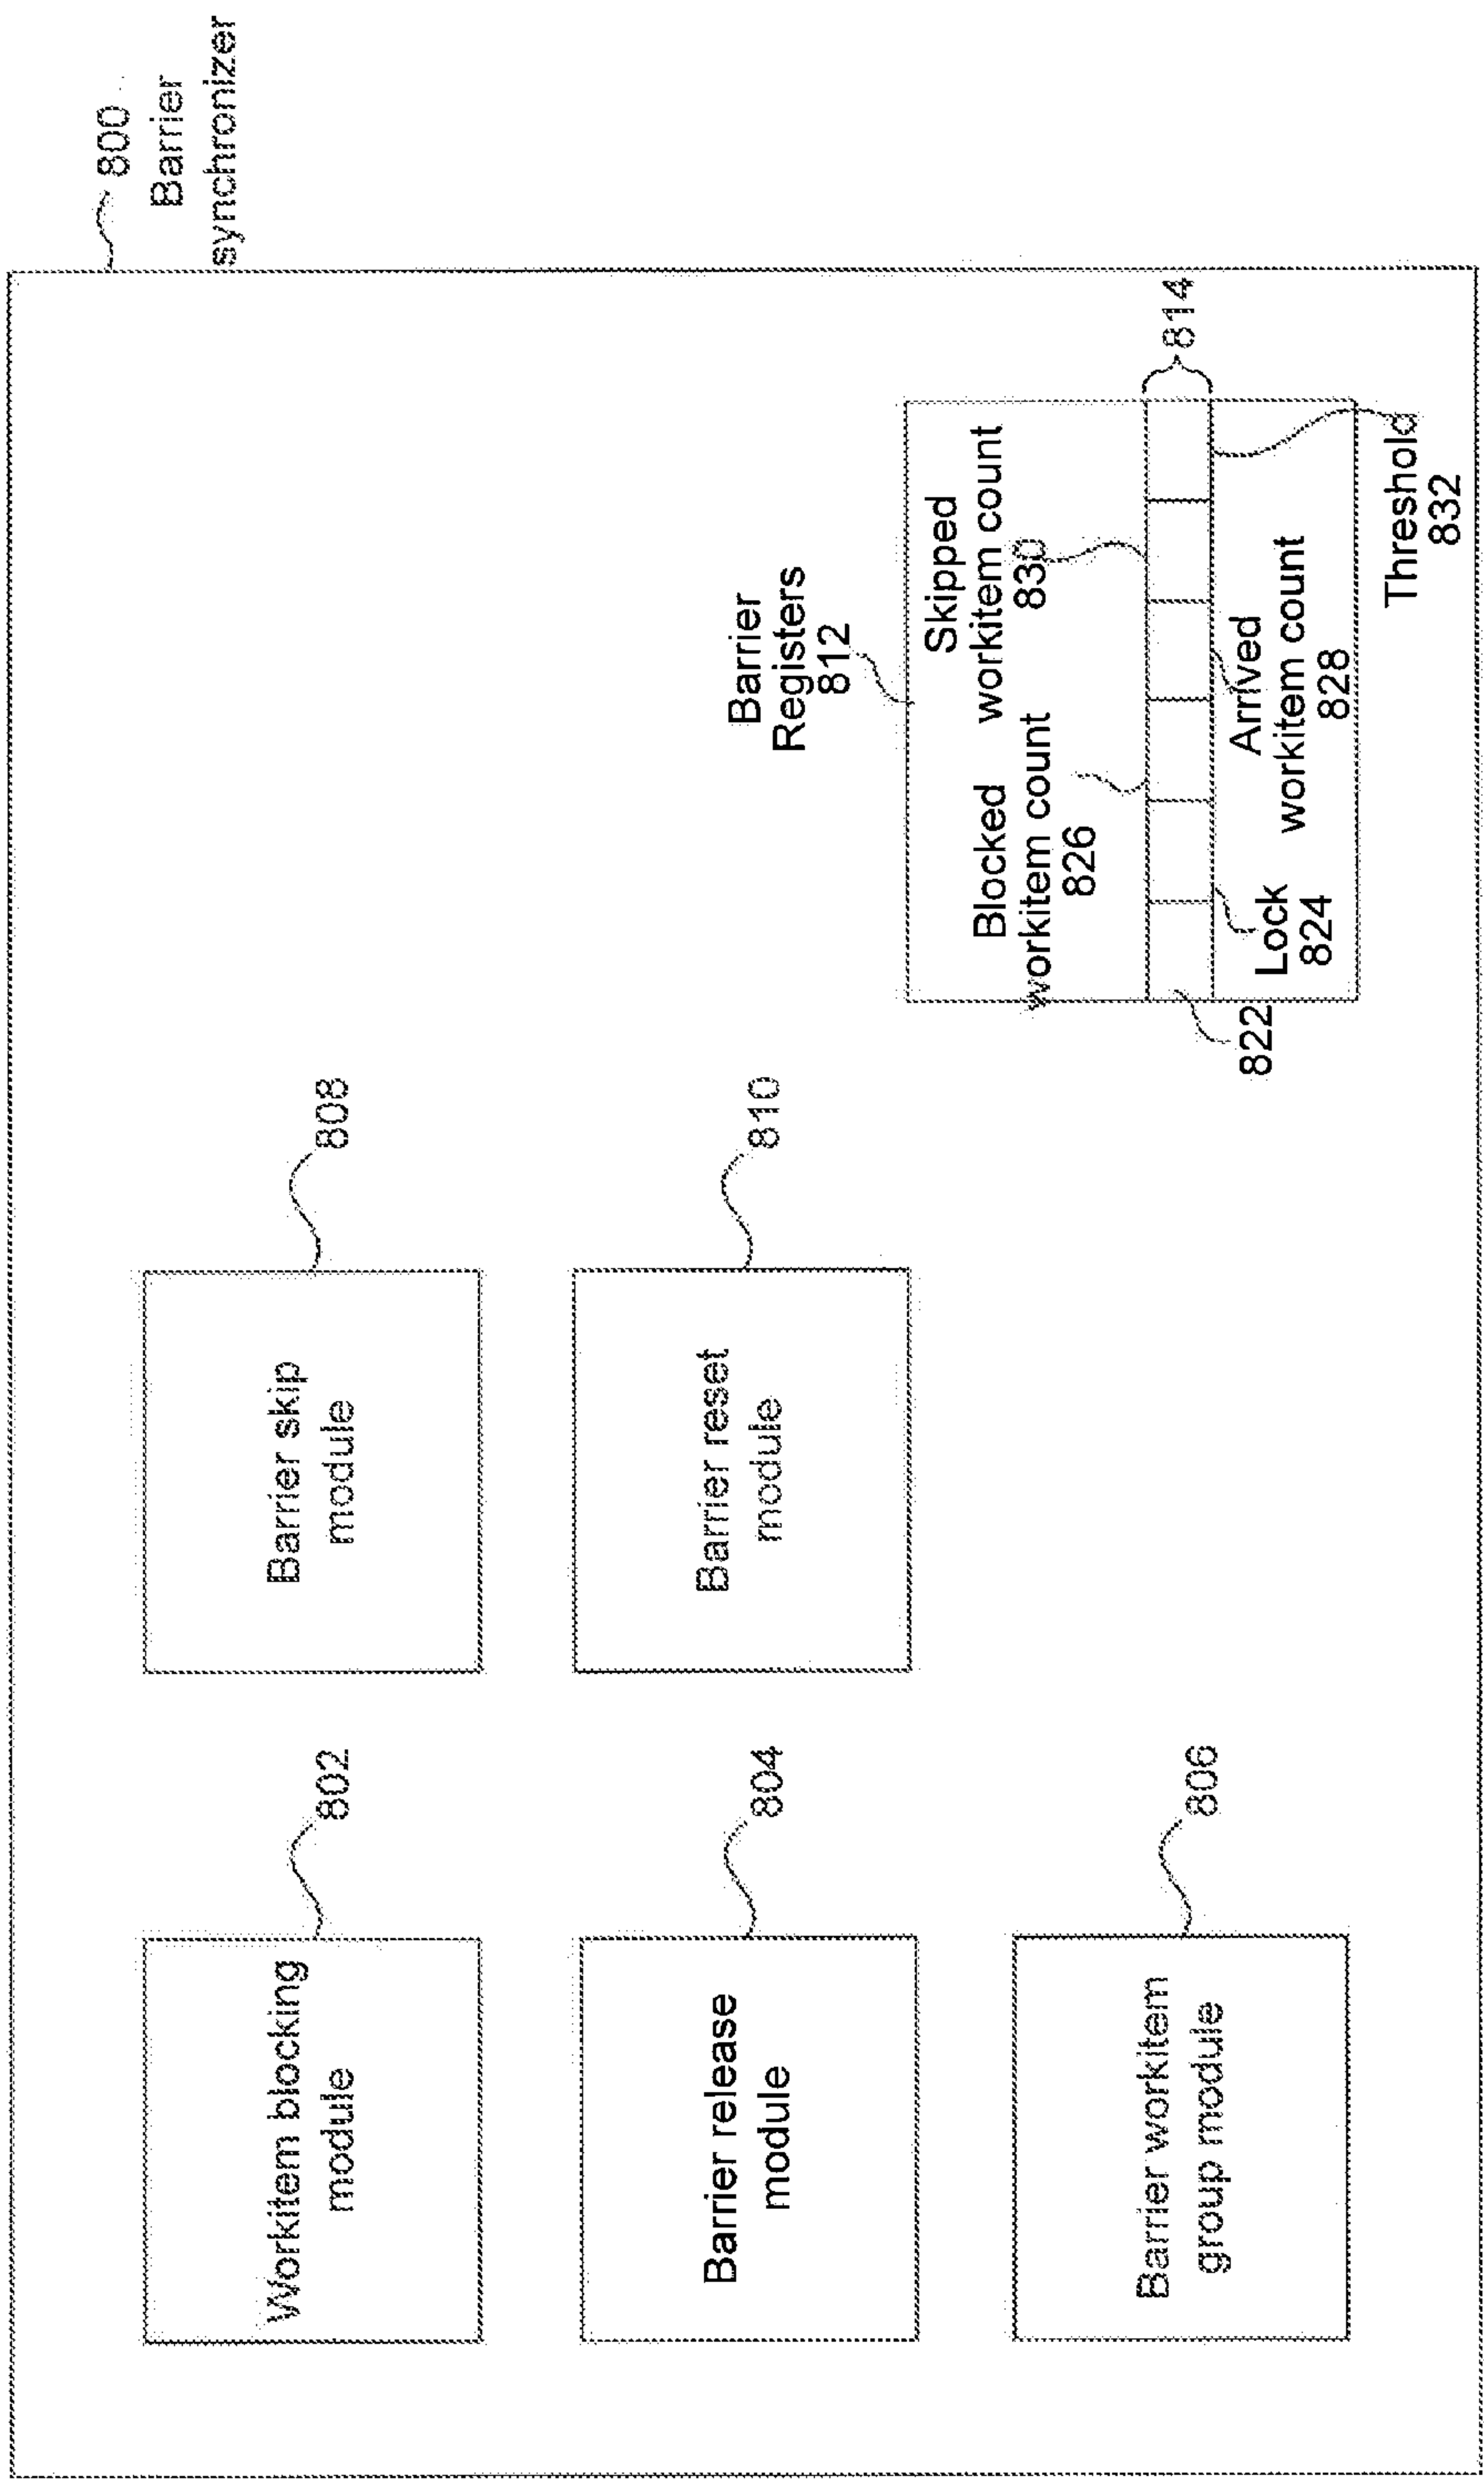 800
Barrier
synchronizer
Workitem blocking
module
802
Barrier skip
module
808
Barrier release
module
804
Barrier reset
module
810
Barrier workitem
group module
806
Barrier
Registers
812
Skipped
workitem count
830
Blocked
workitem count
826
814
822
Lock
824
Arrived
workitem count
828
Threshold
832